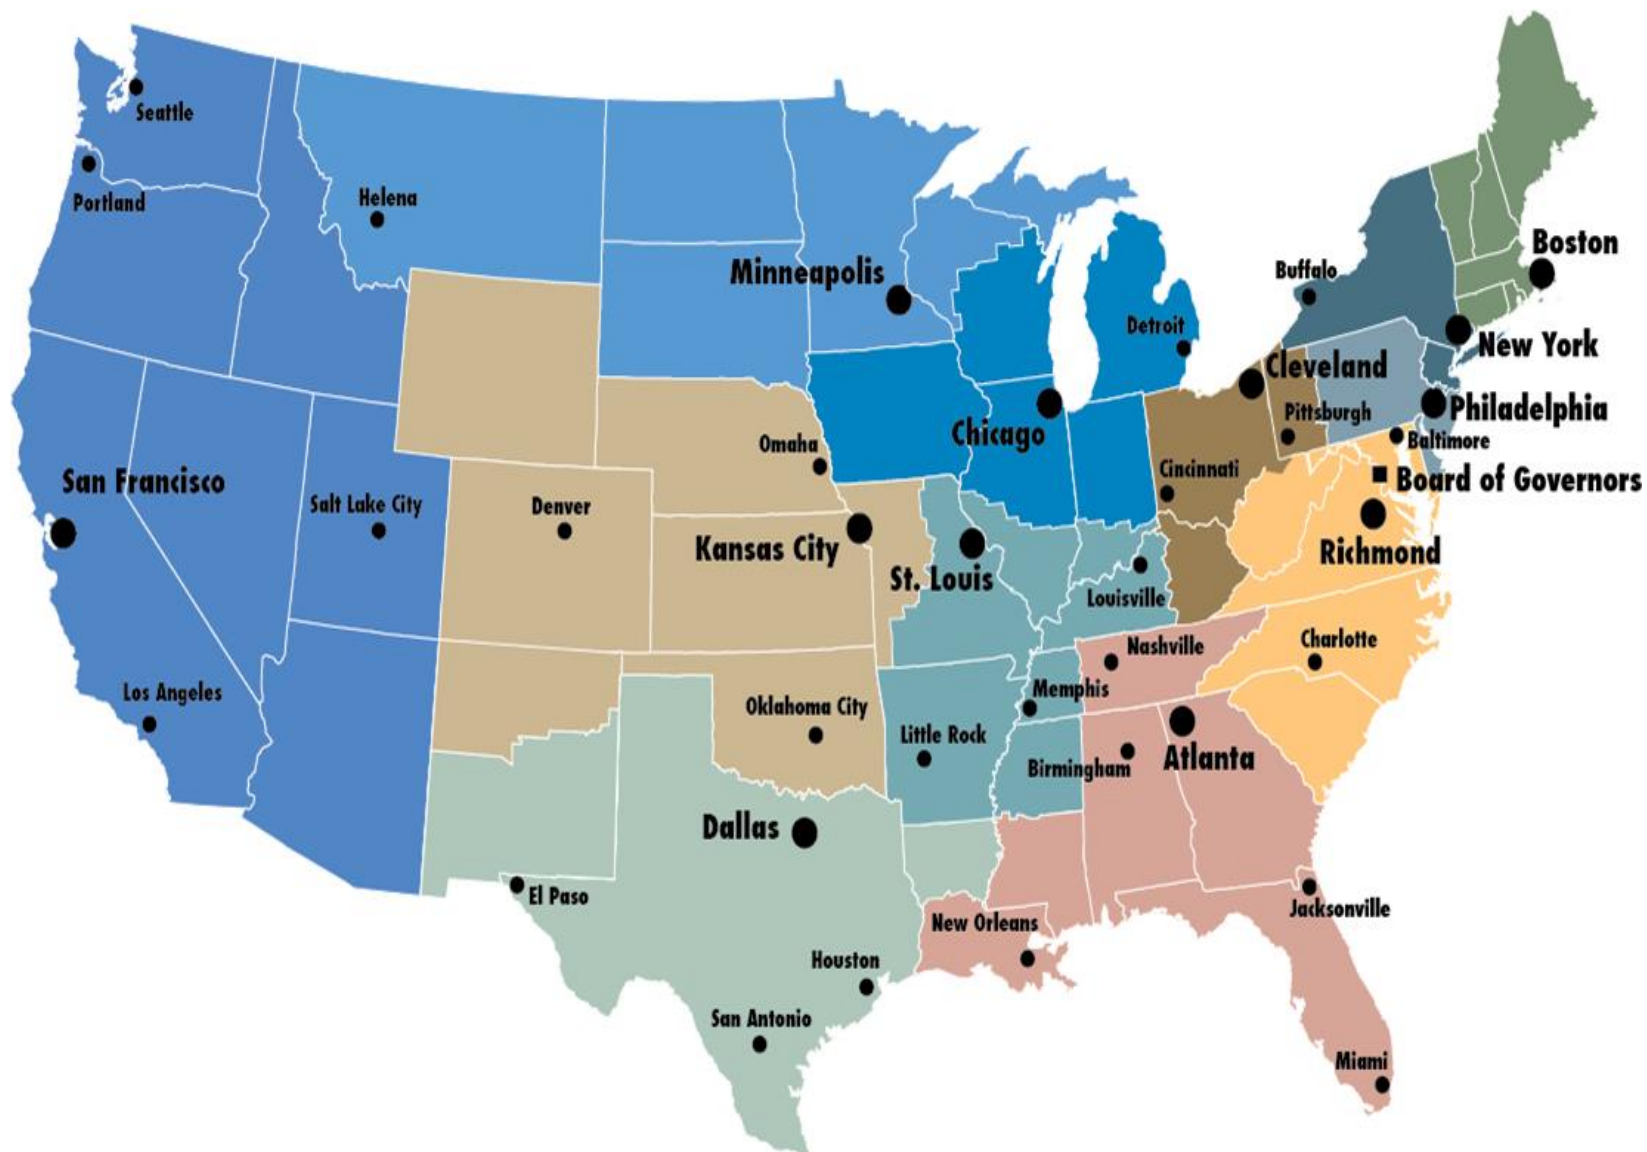 Seattle
Portland
Helena
Minneapolis
Boston
Buffalo
Detroit
New York
Cleveland
Philadelphia
Pittsburgh
Chicago
Baltimore
Omaha
Cincinnati
Board of Governors
San Francisco
Salt Lake City
Denver
Kansas City
St. Louis
Louisville
Richmond
Charlotte
Nashville
Los Angeles
Memphis
Oklahoma City
Little Rock
Birmingham
Atlanta
Dallas
El Paso
Jacksonville
New Orleans
Houston
San Antonio
Miami